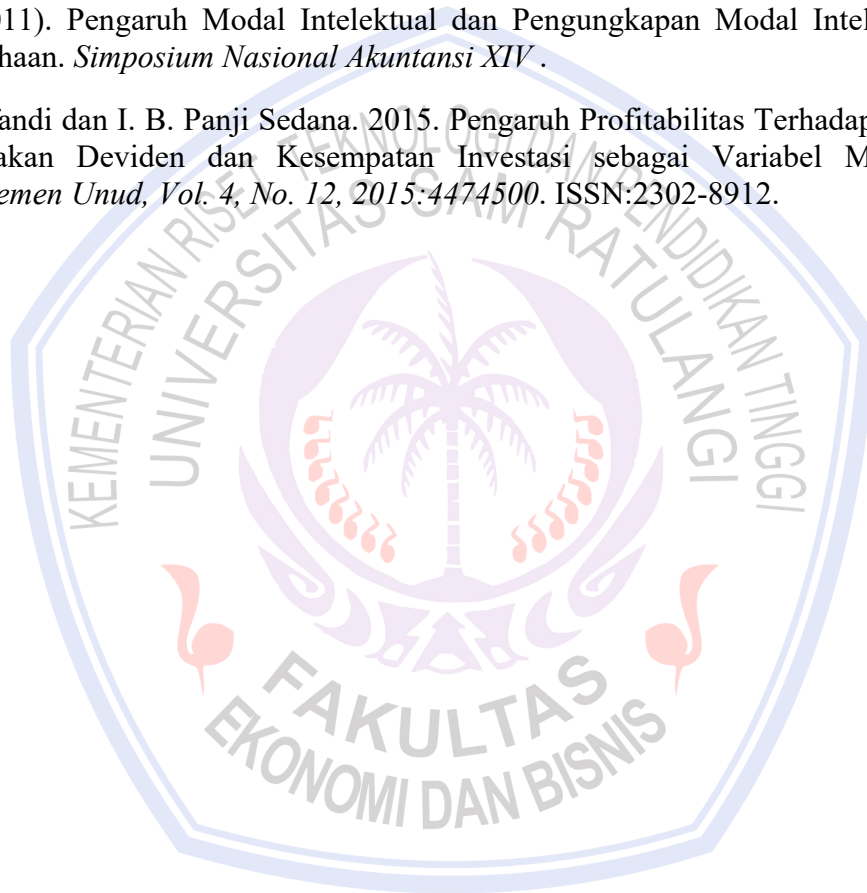 011). Pengaruh Modal Intelektual dan Pengungkapan Modal Intel
haan. Simposium Nasional Akuntansi XIV .
andi dan I. B. Panji Sedana. 2015. Pengaruh Profitabilitas Terhadap
akan Deviden dan Kesempatan Investasi sebagai Variabel M
emen Unud, Vol. 4, No. 12, 2015:4474500. ISSN:2302-8912.
KEMENTERIAN RISET TEKNOLOGI DAN PENDIDIKAN TINGGI
UNIVERSITAS SAM RATULANGI
FAKULTAS
EKONOMI DAN BISNIS